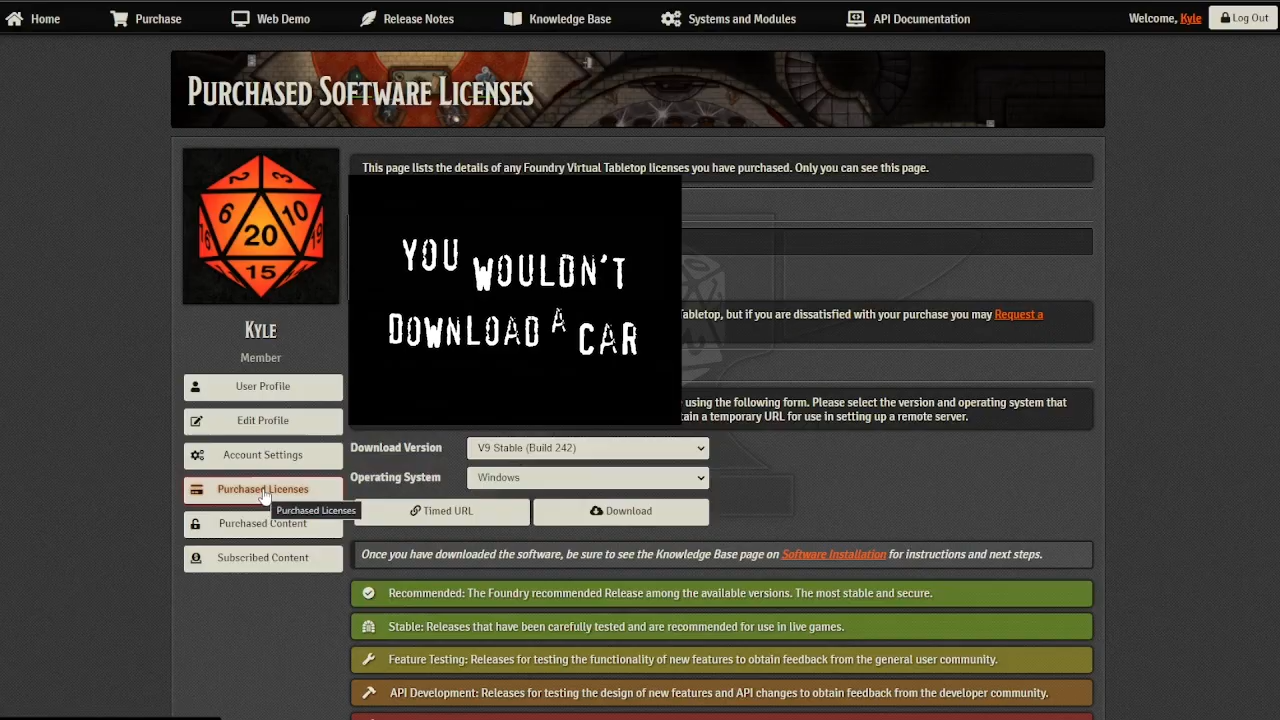 Home Purchase Web Demo Release Notes Knowledge Base Systems and Modules API Documentation Welcome, Kyle Log Out
PURCHASED SOFTWARE LICENSES
This page lists the details of any Foundry Virtual Tabletop licenses you have purchased. Only you can see this page.
2 3
6 10
16 20 19
15
YOU WOULDN'T
DOWNLOAD A CAR
Tabletop, but if you are dissatisfied with your purchase you may Request a
KYLE
Member
User Profile
Edit Profile
Account Settings
Purchased Licenses
Purchased Licenses
Purchased Content
Subscribed Content
using the following form. Please select the version and operating system that
tain a temporary URL for use in setting up a remote server.
Download Version V9 Stable (Build 242)
Operating System Windows
Timed URL Download
Once you have downloaded the software, be sure to see the Knowledge Base page on Software Installation for instructions and next steps.
Recommended: The Foundry recommended Release among the available versions. The most stable and secure.
Stable: Releases that have been carefully tested and are recommended for use in live games.
Feature Testing: Releases for testing the functionality of new features to obtain feedback from the general user community.
API Development: Releases for testing the design of new features and API changes to obtain feedback from the developer community.